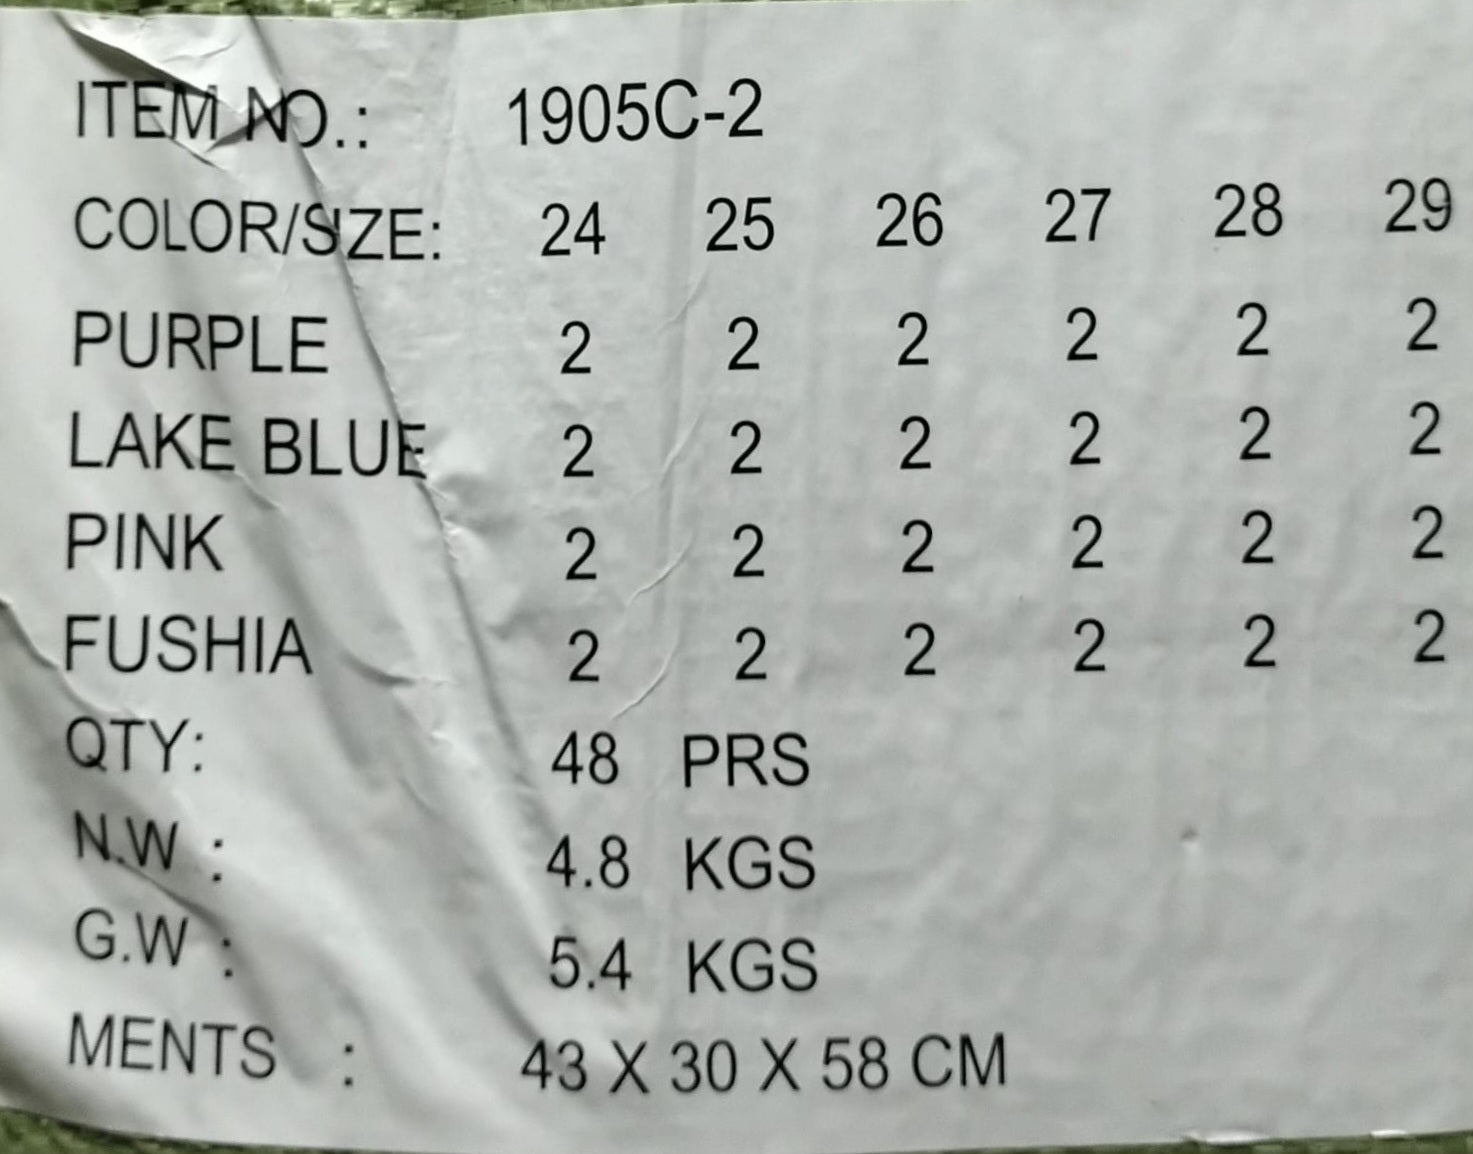 ITEM NO.: 1905C-2
COLOR/SIZE: 24 25 26 27 28 29
PURPLE 2 2 2 2 2 2
LAKE BLUE 2 2 2 2 2 2
PINK 2 2 2 2 2 2
FUSHIA 2 2 2 2 2 2
QTY: 48 PRS
N.W : 4.8 KGS
G.W : 5.4 KGS
MENTS : 43 X 30 X 58 CM